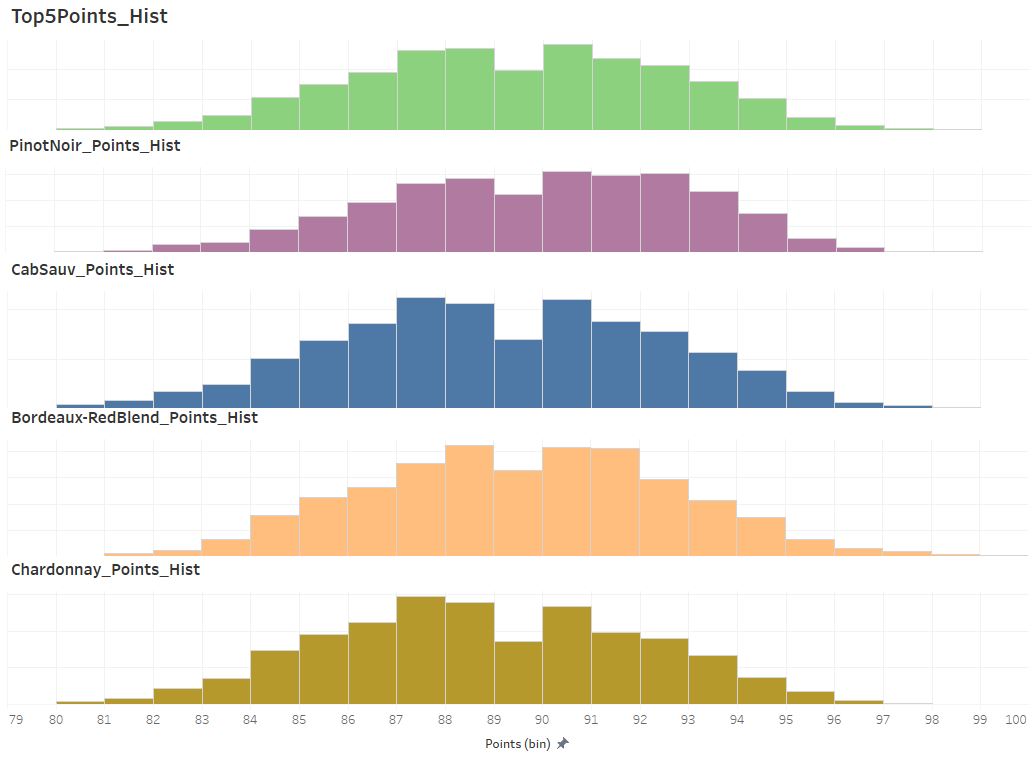 Top5Points_Hist
PinotNoir_Points_Hist
CabSauv_Points_Hist
Bordeaux-RedBlend_Points_Hist
Chardonnay_Points_Hist
79 80 81 82 83 84 85 86 87 88 89 90 91 92 93 94 95 96 97 98 99 100
Points (bin)